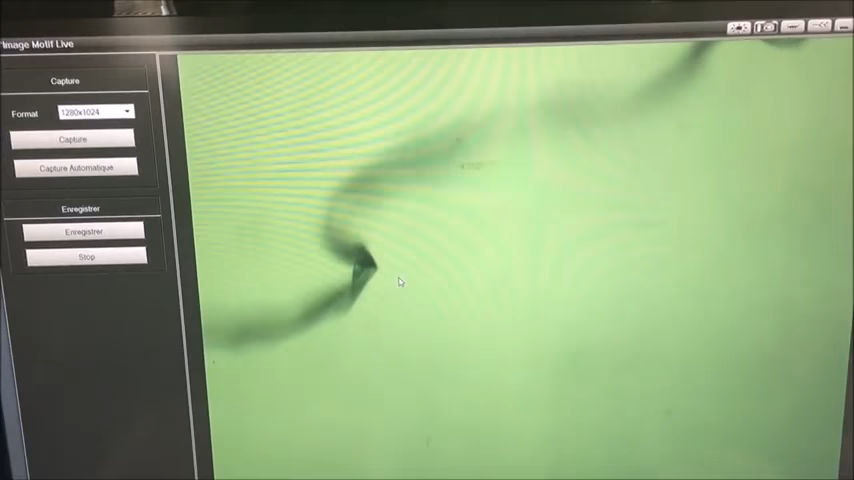 Image Motif Live
Capture
Format 1280x1024
Capture
Capture Automatique
Enregistrer
Enregistrer
Stop